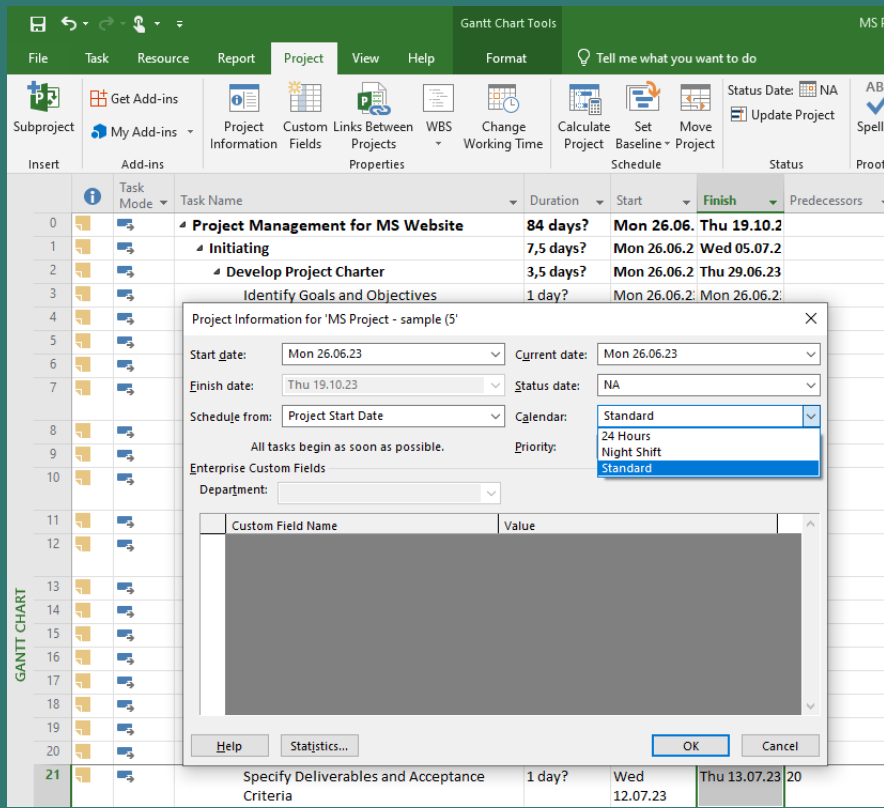 Gantt Chart Tools
MS P
File Task Resource Report Project View Help Format Tell me what you want to do
Subproject
Get Add-ins
My Add-ins
Project Information
Custom Fields
Links Between Projects
WBS
Change Working Time
Calculate Project
Set Baseline
Move Project
Status Date: NA
Update Project
ABC
Spell
Insert Add-ins Properties Schedule Status Proof
Task Mode Task Name Duration Start Finish Predecessors
0 Project Management for MS Website 84 days? Mon 26.06. Thu 19.10.2
1 Initiating 7,5 days? Mon 26.06.2 Wed 05.07.2
2 Develop Project Charter 3,5 days? Mon 26.06.2 Thu 29.06.23
3 Identify Goals and Objectives 1 day? Mon 26.06.2 Mon 26.06.2
4
5
6
7
8
9
10
11
12
13
14
15
16
17
18
19
20
Project Information for 'MS Project - sample (5'
Start date: Mon 26.06.23 Current date: Mon 26.06.23
Finish date: Thu 19.10.23 Status date: NA
Schedule from: Project Start Date Calendar: Standard
24 Hours
Night Shift
Standard
All tasks begin as soon as possible. Priority:
Enterprise Custom Fields
Department:
Custom Field Name Value
Help Statistics... OK Cancel
21 Specify Deliverables and Acceptance Criteria 1 day? Wed 12.07.23 Thu 13.07.23 20
GANTT CHART